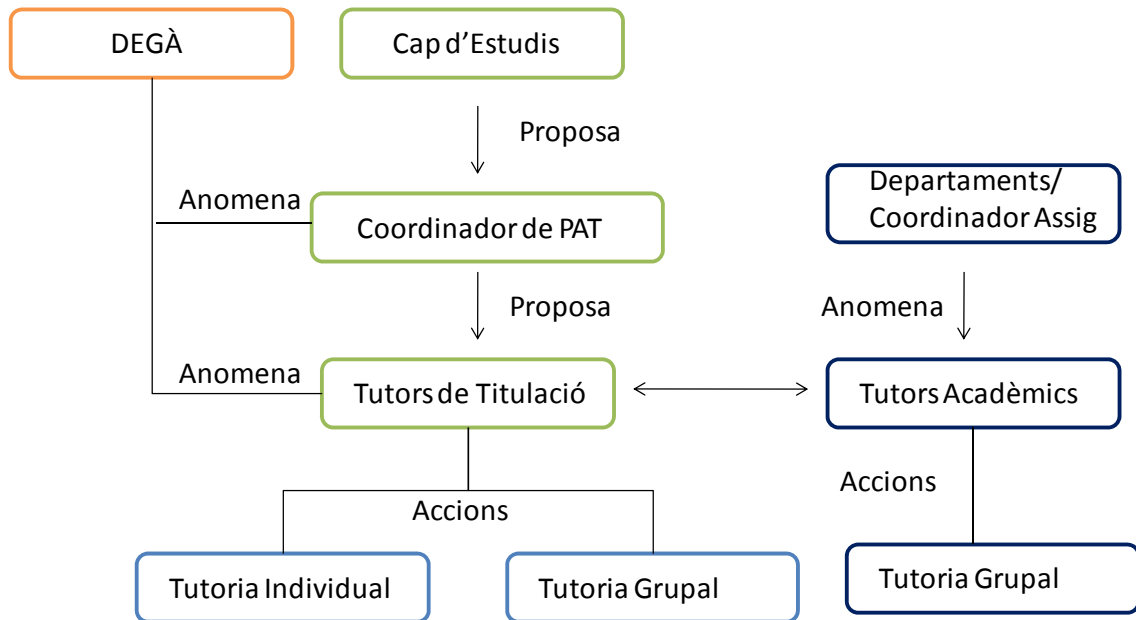 DEGÀ
Cap d’Estudis
Proposa
Anomena
Coordinador de PAT
Departaments/
Coordinador Assig
Proposa
Anomena
Anomena
Tutors de Titulació
Tutors Acadèmics
Accions
Accions
Tutoria Individual
Tutoria Grupal
Tutoria Grupal